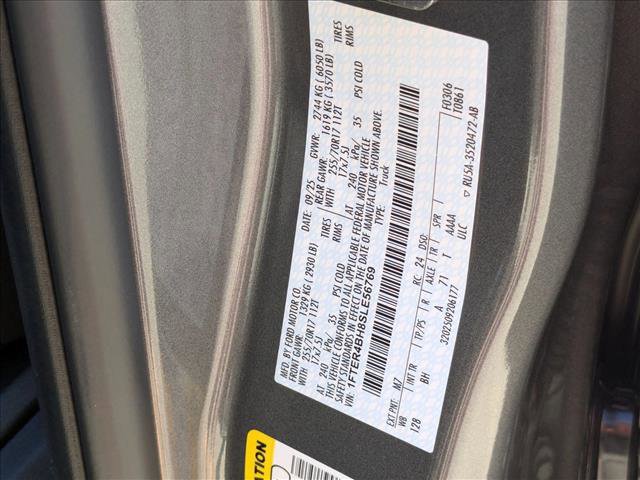 MFD. BY FORD MOTOR CO. DATE: 09/25 GVWR: 2744 KG ( 6050 LB)
FRONT GAWR: 1329 KG ( 2930 LB) REAR GAWR: 1619 KG ( 3570 LB)
WITH 255/70R17 112T TIRES WITH 255/70R17 112T TIRES
17x7.5J RIMS 17x7.5J RIMS
AT 240 kPa/ 35 PSI COLD AT 240 kPa/ 35 PSI COLD
THIS VEHICLE CONFORMS TO ALL APPLICABLE FEDERAL MOTOR VEHICLE
SAFETY STANDARDS IN EFFECT ON THE DATE OF MANUFACTURE SHOWN ABOVE.
VIN: 1FTER4BH8SLE56769 TYPE: Truck
F0306
T0861
EXT PNT: M7 RC: 24 DSO:
WB INT TR TP/PS R AXLE TR SPR
128 BH A 71 T AAAA
3202509206177 ULC
▽ RU5A-3520472-AB
ATION